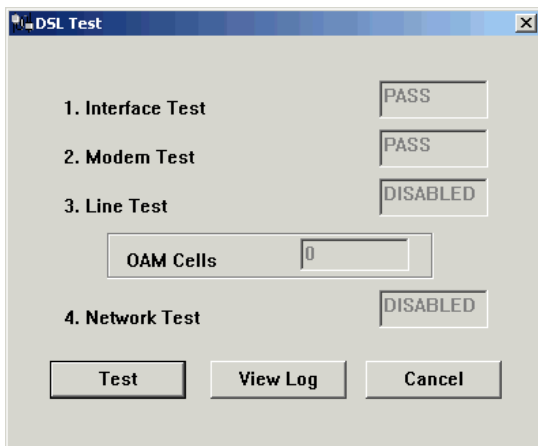 DSL Test
1. Interface Test PASS
2. Modem Test PASS
3. Line Test DISABLED
OAM Cells 0
4. Network Test DISABLED
Test View Log Cancel